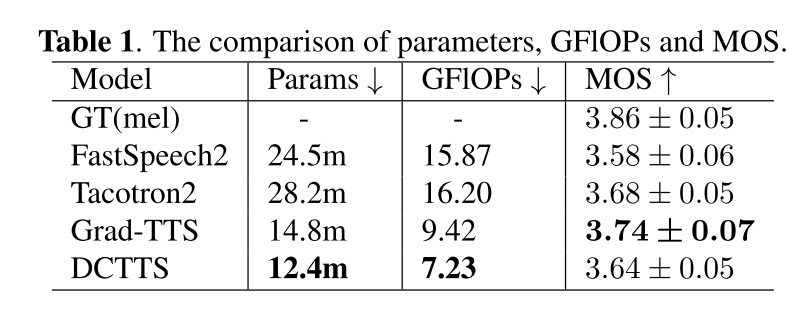 Table 1. The comparison of parameters, GFlOPs and MOS.
Model Params ↓ GFlOPs ↓ MOS ↑
GT(mel) - - 3.86 ± 0.05
FastSpeech2 24.5m 15.87 3.58 ± 0.06
Tacotron2 28.2m 16.20 3.68 ± 0.05
Grad-TTS 14.8m 9.42 3.74 ± 0.07
DCTTS 12.4m 7.23 3.64 ± 0.05